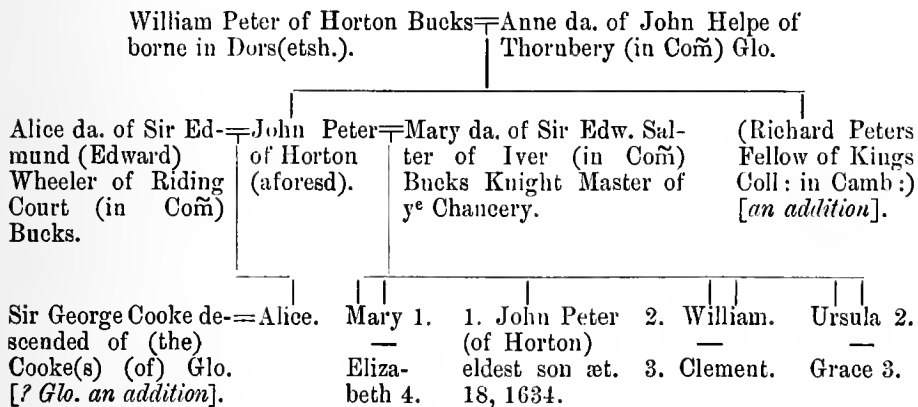 William Peter of Horton Bucks=Anne da. of John Helpe of
borne in Dors(etsh.). Thornbery (in Com̃) Glo.
Alice da. of Sir Ed-=John Peter=Mary da. of Sir Edw. Sal- (Richard Peters
mund (Edward) of Horton ter of Iver (in Com̃) Fellow of Kings
Wheeler of Riding (aforesd). Bucks Knight Master of Coll: in Camb:)
Court (in Com̃) yᵉ Chancery. [an addition].
Bucks.
Sir George Cooke de-=Alice. Mary 1. 1. John Peter 2. William. Ursula 2.
scended of (the) — (of Horton) — —
Cooke(s) (of) Glo. Eliza- eldest son æt. 3. Clement. Grace 3.
[? Glo. an addition]. beth 4. 18, 1634.